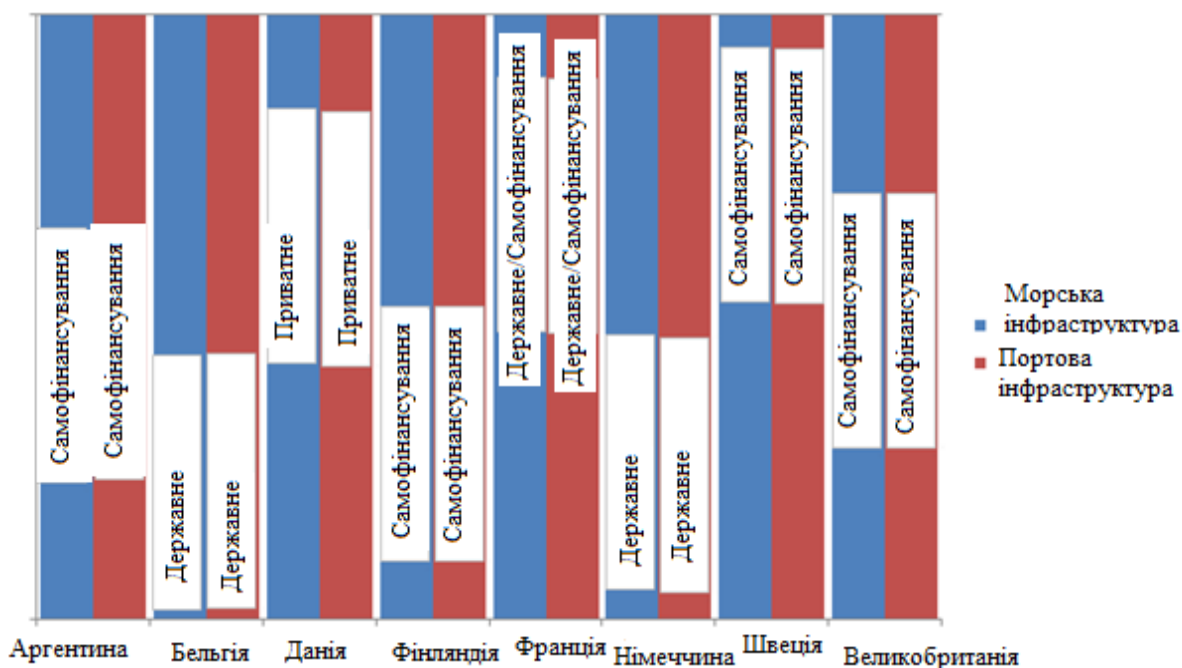 Самофінансування
Самофінансування
Державне
Державне
Приватне
Приватне
Самофінансування
Самофінансування
Державне/Самофінансування
Державне/Самофінансування
Державне
Державне
Самофінансування
Самофінансування
Самофінансування
Самофінансування
Морська
інфраструктура
Портова
інфраструктура
Аргентина
Бельгія
Данія
Фінляндія
Франція
Німеччина
Швеція
Великобританія